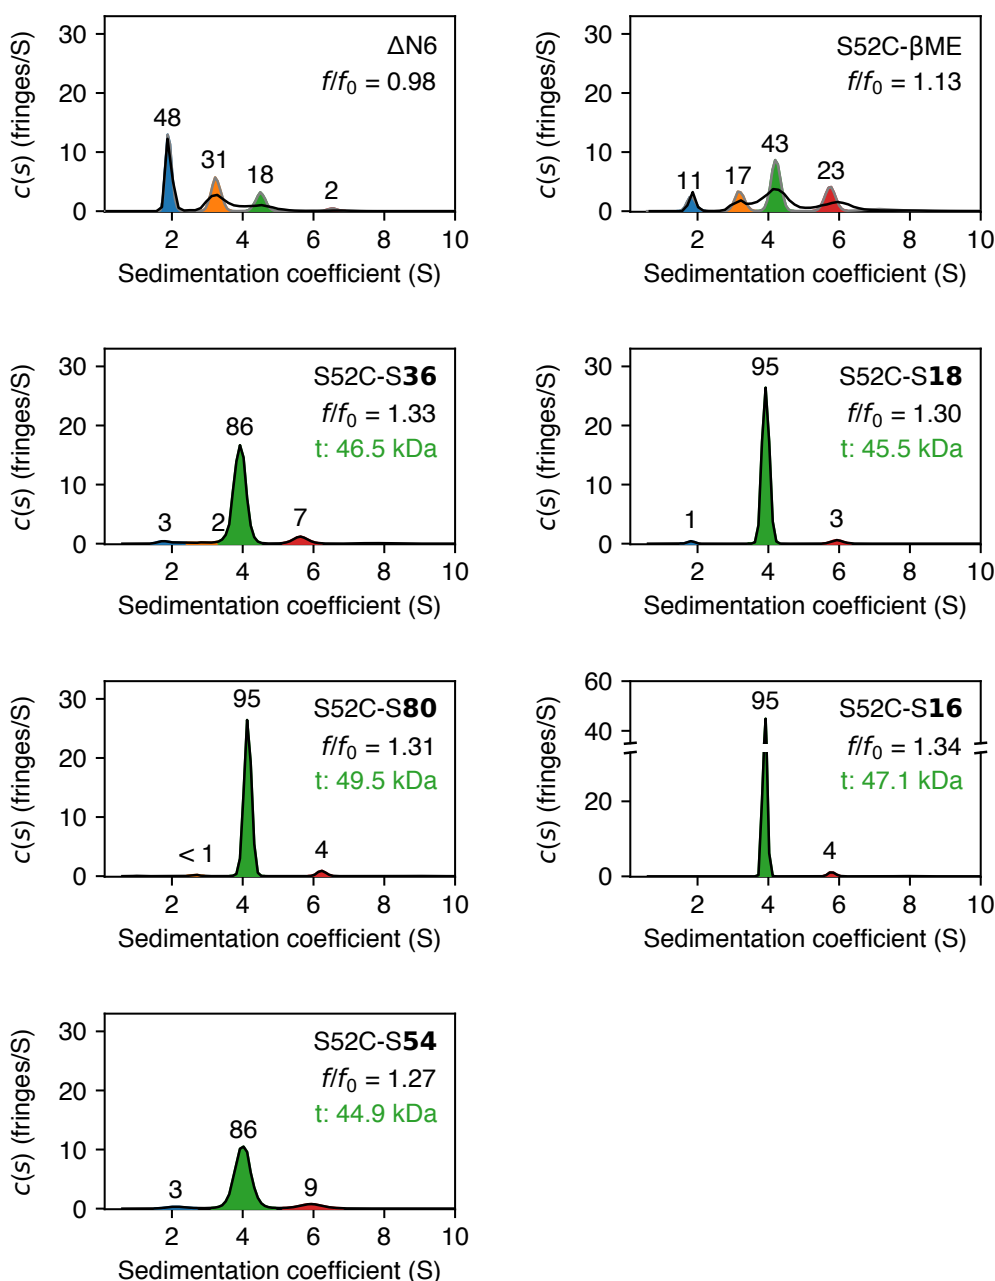 ΔN6
f/f0 = 0.98
48
31
18
2
30
20
10
0
c(s) (fringes/S)
2 4 6 8 10
Sedimentation coefficient (S)
S52C-βME
f/f0 = 1.13
11
17
43
23
30
20
10
0
c(s) (fringes/S)
2 4 6 8 10
Sedimentation coefficient (S)
S52C-S36
f/f0 = 1.33
t: 46.5 kDa
3
2
86
7
30
20
10
0
c(s) (fringes/S)
2 4 6 8 10
Sedimentation coefficient (S)
S52C-S18
f/f0 = 1.30
t: 45.5 kDa
1
95
3
30
20
10
0
c(s) (fringes/S)
2 4 6 8 10
Sedimentation coefficient (S)
S52C-S80
f/f0 = 1.31
t: 49.5 kDa
< 1
95
4
30
20
10
0
c(s) (fringes/S)
2 4 6 8 10
Sedimentation coefficient (S)
S52C-S16
f/f0 = 1.34
t: 47.1 kDa
95
4
60
40
20
0
c(s) (fringes/S)
2 4 6 8 10
Sedimentation coefficient (S)
S52C-S54
f/f0 = 1.27
t: 44.9 kDa
3
86
9
30
20
10
0
c(s) (fringes/S)
2 4 6 8 10
Sedimentation coefficient (S)